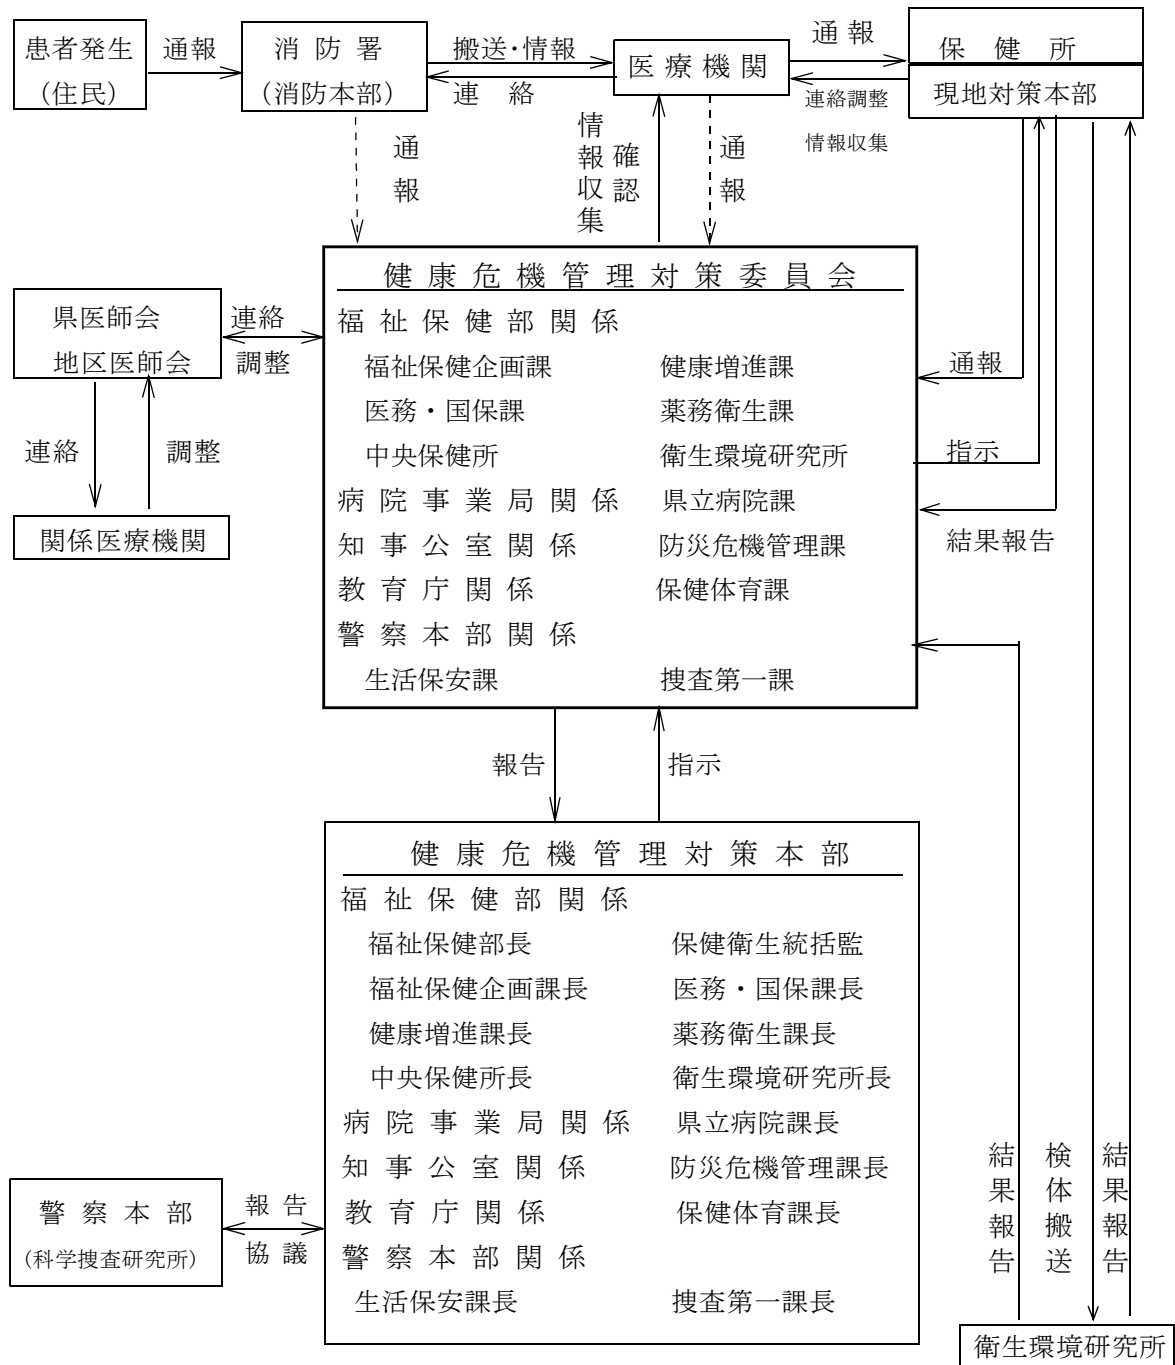 患者発生
(住民)
通報
消防署
(消防本部)
搬送・情報
連絡
医療機関
通報
連絡調整
情報収集
保健所
現地対策本部
通報
情報収集
確認
通報
健康危機管理対策委員会
福祉保健部関係
福祉保健企画課 健康増進課
医務・国保課 薬務衛生課
中央保健所 衛生環境研究所
病院事業局関係 県立病院課
知事公室関係 防災危機管理課
教育庁関係 保健体育課
警察本部関係
生活保安課 捜査第一課
県医師会
地区医師会
連絡
調整
連絡
調整
関係医療機関
通報
指示
結果報告
報告
指示
健康危機管理対策本部
福祉保健部関係
福祉保健部長 保健衛生統括監
福祉保健企画課長 医務・国保課長
健康増進課長 薬務衛生課長
中央保健所長 衛生環境研究所長
病院事業局関係 県立病院課長
知事公室関係 防災危機管理課長
教育庁関係 保健体育課長
警察本部関係
生活保安課長 捜査第一課長
警察本部
(科学捜査研究所)
報告
協議
結果報告
検体搬送
結果報告
衛生環境研究所